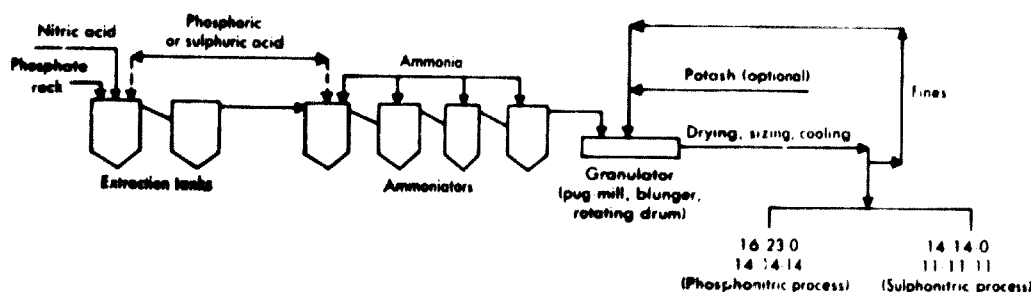 Phosphoric
or sulphuric acid
Nitric acid
Phosphate
rock
Ammonia
Potash (optional)
Fines
Drying, sizing, cooling
Extraction tanks
Ammoniators
Granulator
(pug mill, blunger,
rotating drum)
16 23 0
14 14 0
14 14 14
11 11 11
(Phosphonitric process)
(Sulphonitric process)